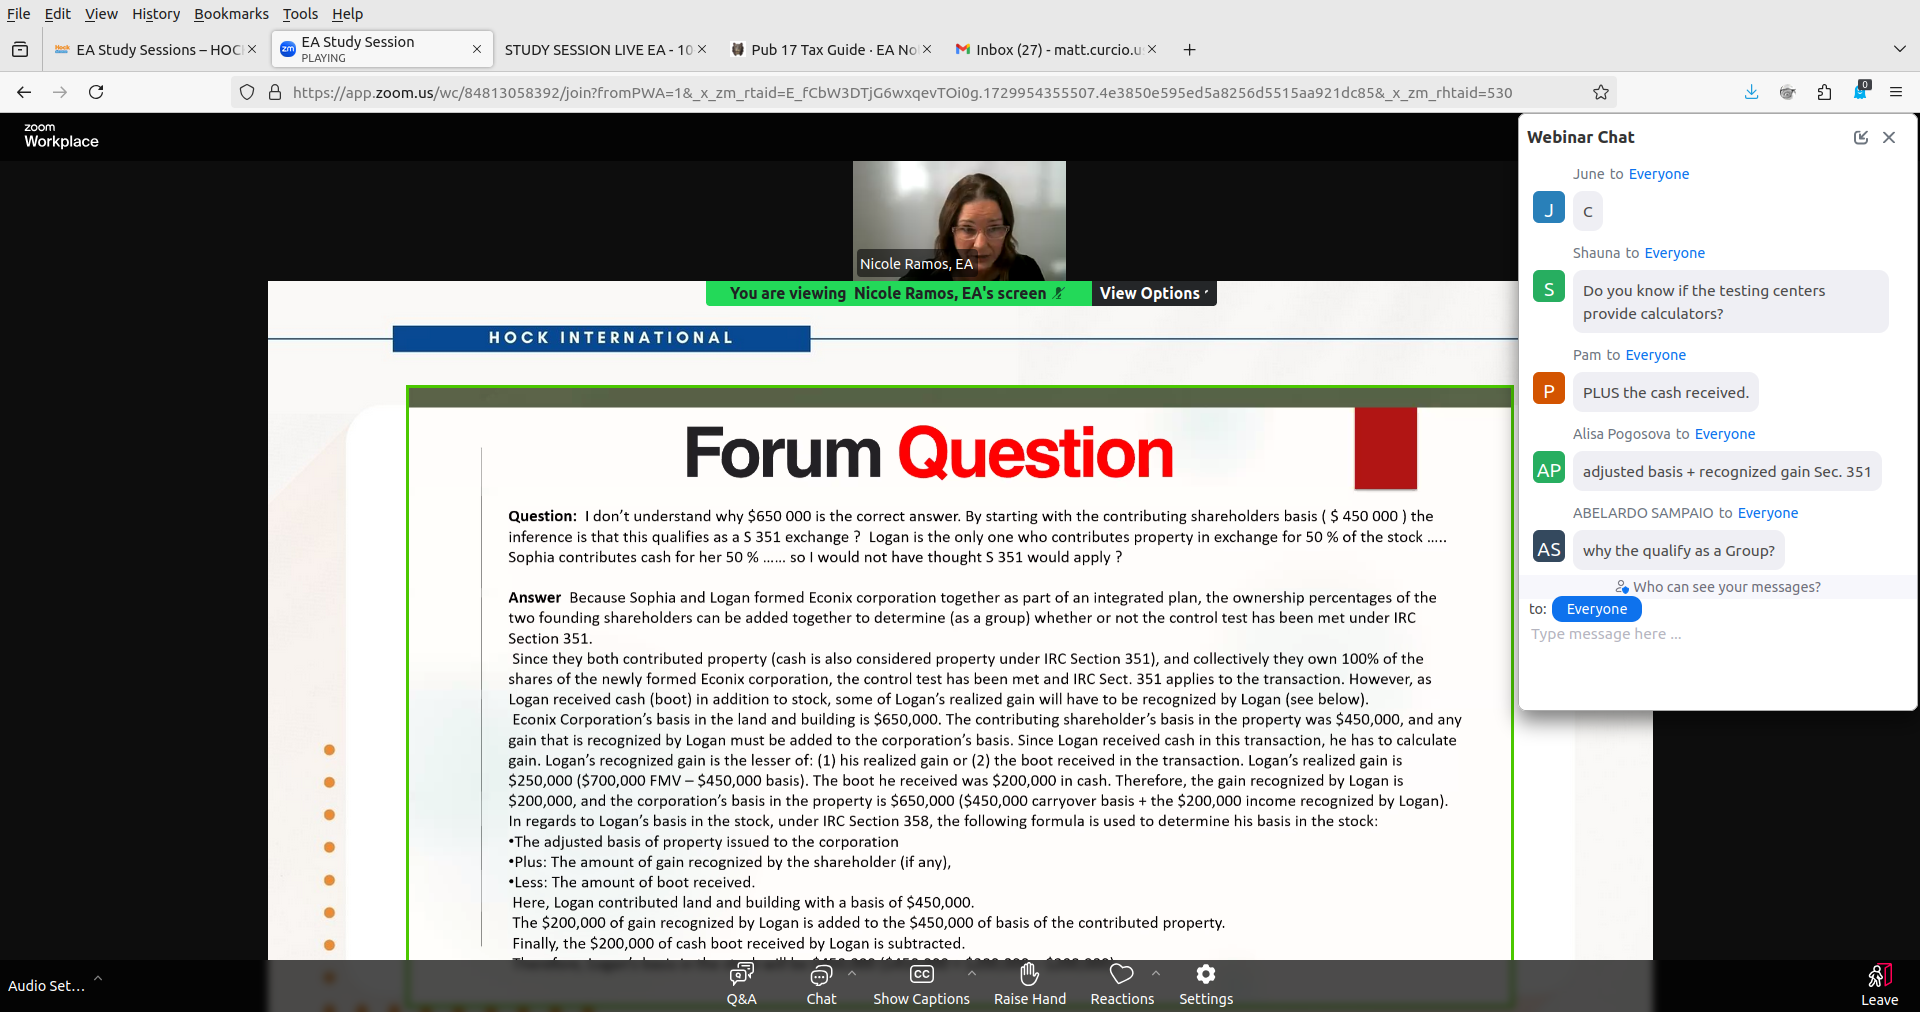 File Edit View History Bookmarks Tools Help
EA Study Sessions – HOC
EA Study Session
PLAYING
STUDY SESSION LIVE EA - 10
Pub 17 Tax Guide · EA No
Inbox (27) - matt.curcio.u
https://app.zoom.us/wc/84813058392/join?fromPWA=1&_x_zm_rtaid=E_fCbW3DTjG6wxqevTOi0g.1729954355507.4e3850e595ed5a8256d5515aa921dc85&_x_zm_rhtaid=530
0
zoom
Workplace
Nicole Ramos, EA
You are viewing Nicole Ramos, EA's screen
View Options
HOCK INTERNATIONAL
Forum Question
Question: I don't understand why $650 000 is the correct answer. By starting with the contributing shareholders basis ( $ 450 000 ) the
inference is that this qualifies as a S 351 exchange ? Logan is the only one who contributes property in exchange for 50 % of the stock .....
Sophia contributes cash for her 50 % ...... so I would not have thought S 351 would apply ?
Answer Because Sophia and Logan formed Econix corporation together as part of an integrated plan, the ownership percentages of the
two founding shareholders can be added together to determine (as a group) whether or not the control test has been met under IRC
Section 351.
Since they both contributed property (cash is also considered property under IRC Section 351), and collectively they own 100% of the
shares of the newly formed Econix corporation, the control test has been met and IRC Sect. 351 applies to the transaction. However, as
Logan received cash (boot) in addition to stock, some of Logan's realized gain will have to be recognized by Logan (see below).
Econix Corporation's basis in the land and building is $650,000. The contributing shareholder's basis in the property was $450,000, and any
gain that is recognized by Logan must be added to the corporation's basis. Since Logan received cash in this transaction, he has to calculate
gain. Logan's recognized gain is the lesser of: (1) his realized gain or (2) the boot received in the transaction. Logan's realized gain is
$250,000 ($700,000 FMV – $450,000 basis). The boot he received was $200,000 in cash. Therefore, the gain recognized by Logan is
$200,000, and the corporation's basis in the property is $650,000 ($450,000 carryover basis + the $200,000 income recognized by Logan).
In regards to Logan's basis in the stock, under IRC Section 358, the following formula is used to determine his basis in the stock:
•The adjusted basis of property issued to the corporation
•Plus: The amount of gain recognized by the shareholder (if any),
•Less: The amount of boot received.
Here, Logan contributed land and building with a basis of $450,000.
The $200,000 of gain recognized by Logan is added to the $450,000 of basis of the contributed property.
Finally, the $200,000 of cash boot received by Logan is subtracted.
Webinar Chat
June to Everyone
J
C
Shauna to Everyone
S
Do you know if the testing centers
provide calculators?
Pam to Everyone
P
PLUS the cash received.
Alisa Pogosova to Everyone
AP
adjusted basis + recognized gain Sec. 351
ABELARDO SAMPAIO to Everyone
AS
why the qualify as a Group?
Who can see your messages?
to: Everyone
Type message here ...
Audio Set...
Q&A
Chat
CC
Show Captions
Raise Hand
Reactions
Settings
Leave